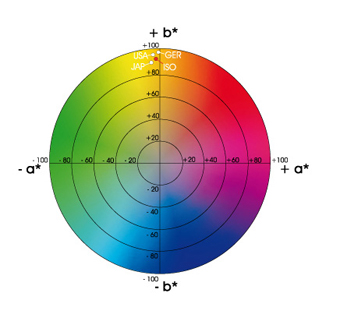 + b*
+100
USA GER
JAP ISO
+80
+60
+40
+20
- a* - 100 - 80 - 60 - 40 - 20 +20 +40 +60 +80 +100 + a*
- 20
- 40
- 60
- 80
- 100
- b*